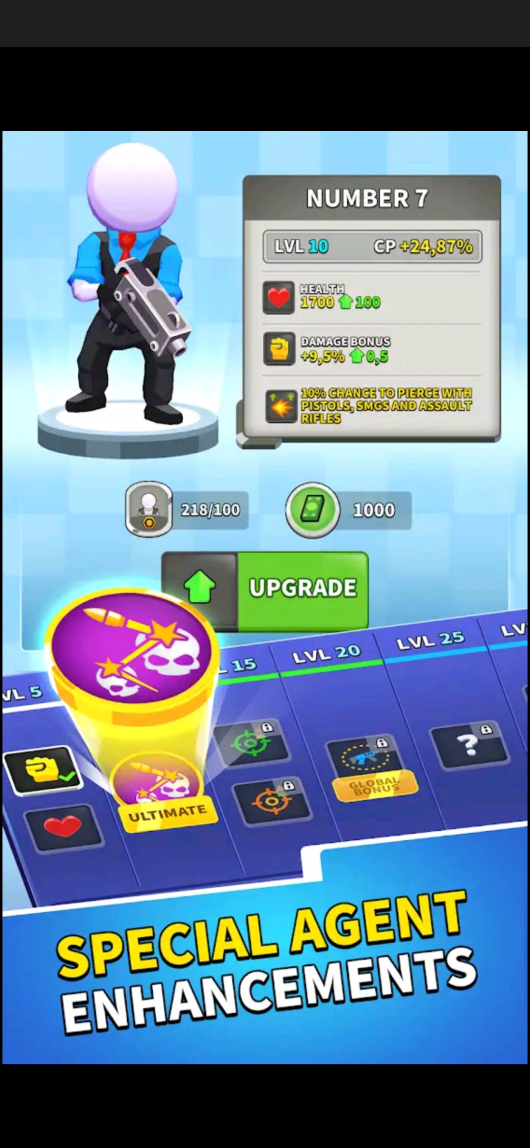 NUMBER 7
LVL 10 CP +24,87%
HEALTH
1700 100
DAMAGE BONUS
+9,5% 0,5
10% CHANCE TO PIERCE WITH
PISTOLS, SMGS AND ASSAULT
RIFLES
218/100
1000
UPGRADE
VL 5
L 15
LVL 20
LVL 25
LV
?
GLOBAL
BONUS
ULTIMATE
SPECIAL AGENT
ENHANCEMENTS